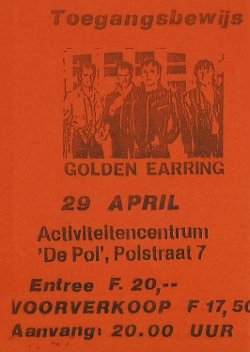 Toegangsbewijs
GOLDEN EARRING
29 APRIL
Activiteitencentrum
'De Pol', Polstraat 7
Entree F. 20,--
VOORVERKOOP F 17,50
Aanvang: 20.00 UUR